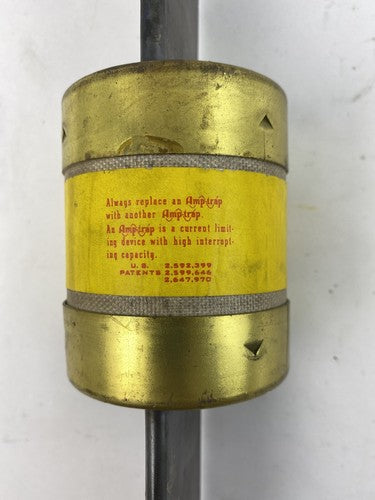 Always replace an Amp-trap
with another Amp-trap.
An Amp-trap is a current limit-
ing device with high interrupt-
ing capacity.
U. S. 2,592,399
PATENTS 2,599,646
2,647,970